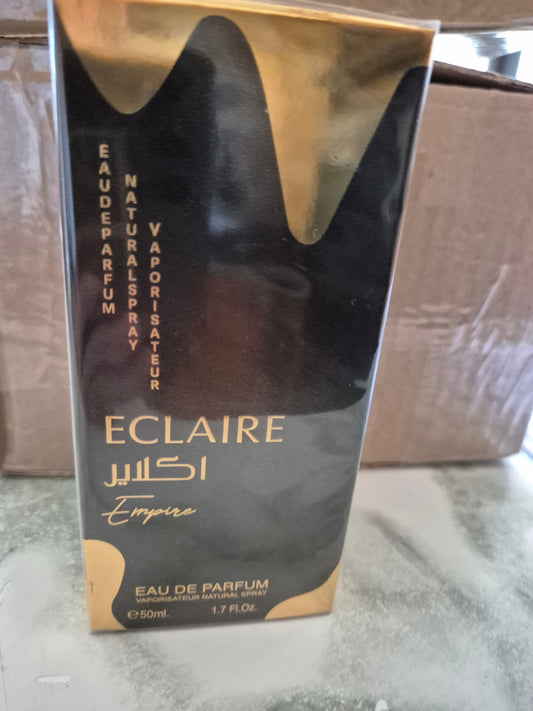 EAUDEPARFUM
NATURALSPRAY
VAPORISATEUR
ECLAIRE
اكلاير
Empire
EAU DE PARFUM
VAPORISATEUR NATURAL SPRAY
e50ml. 1.7 Fl.Oz.